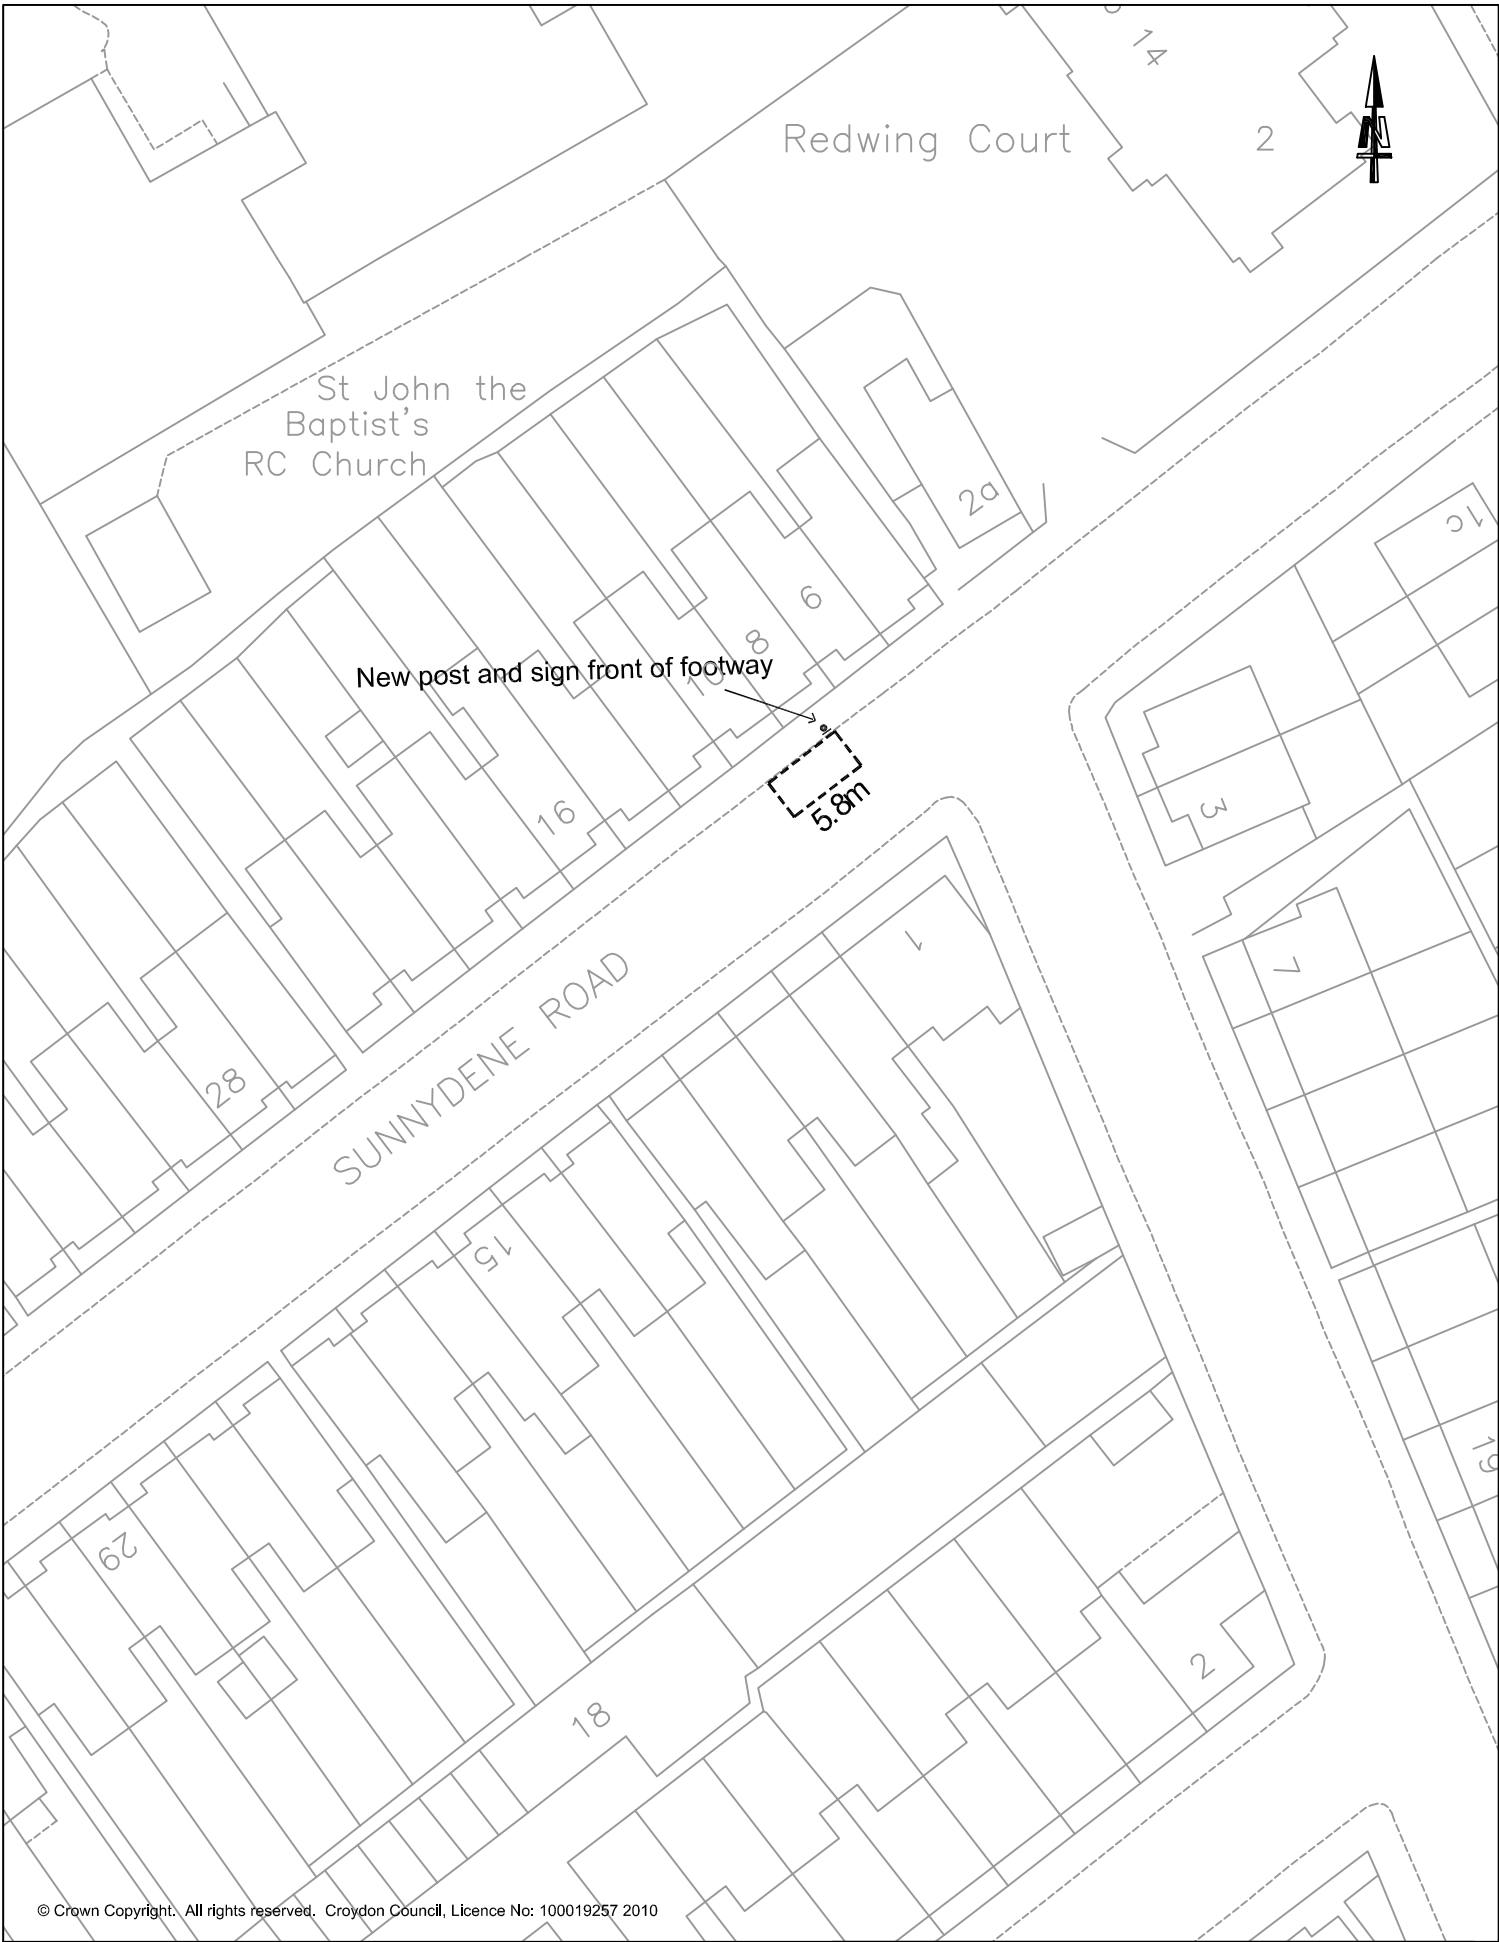 14
Redwing Court
2
N
St John the
Baptist's
RC Church
2a
1c
6
8
10
New post and sign front of footway
16
5.8m
3
1
7
SUNNYDENE ROAD
28
15
19
29
2
18
© Crown Copyright. All rights reserved. Croydon Council, Licence No: 100019257 2010